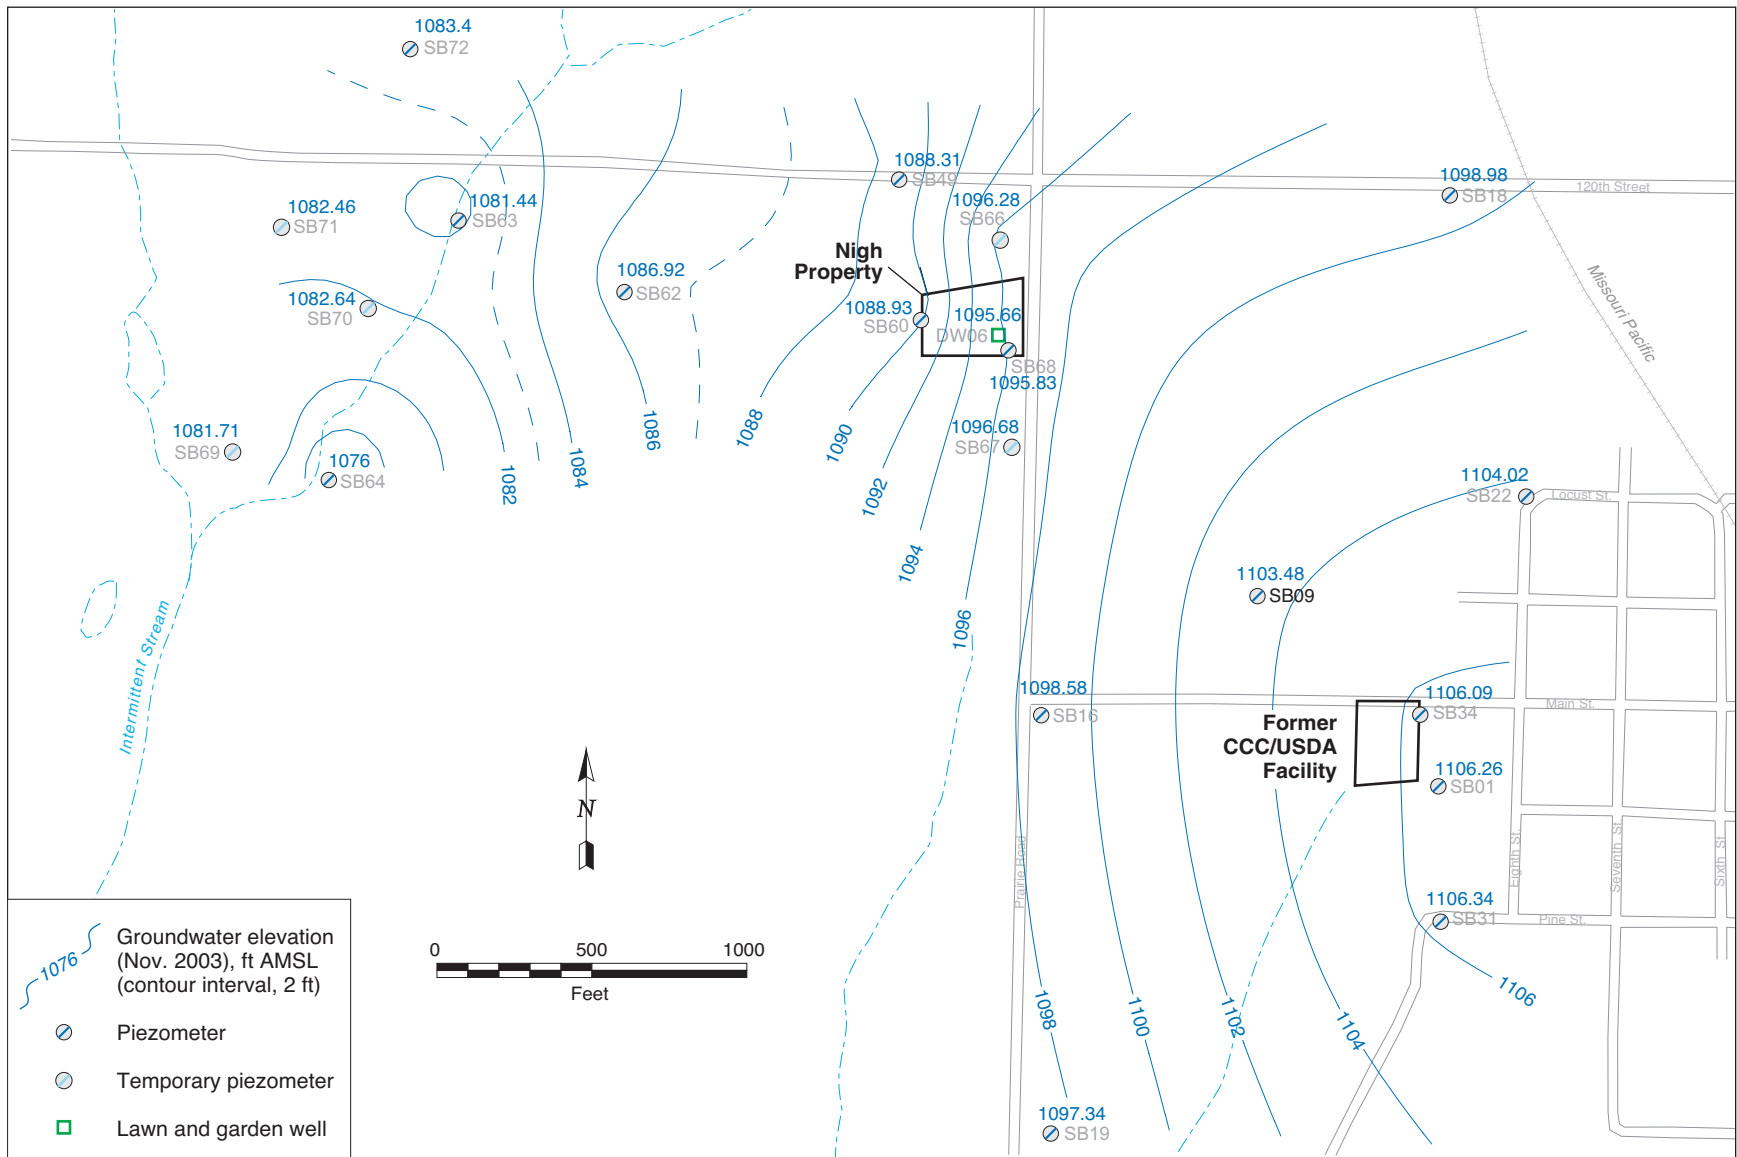 1083.4
SB72
1088.31
SB49
1098.98
SB18
120th Street
1082.46
SB71
1081.44
SB63
1096.28
SB66
Nigh
Property
1086.92
SB62
Missouri Pacific
1082.64
SB70
1088.93
SB60
1095.66
DW06
SB68
1095.83
1081.71
SB69
1076
SB64
1082
1084
1086
1088
1090
1092
1094
1096
1096.68
SB67
1104.02
SB22
Locust St.
1103.48
SB09
Intermittent Stream
1098.58
SB16
1106.09
SB34
Main St.
Former
CCC/USDA
Facility
1106.26
SB01
N
Prairie Road
Eighth St.
Seventh St.
Sixth St.
1106.34
SB31
Pine St.
1098
1100
1102
1104
1106
1097.34
SB19
0 500 1000
Feet
1076
Groundwater elevation
(Nov. 2003), ft AMSL
(contour interval, 2 ft)
Piezometer
Temporary piezometer
Lawn and garden well